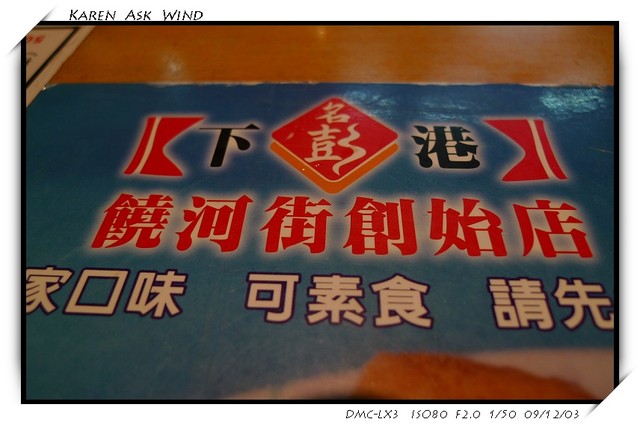 KAREN ASK WIND
下 名彭 港
饒河街創始店
家口味 可素食 請先
DMC-LX3 ISO80 F2.0 1/50 09/12/03